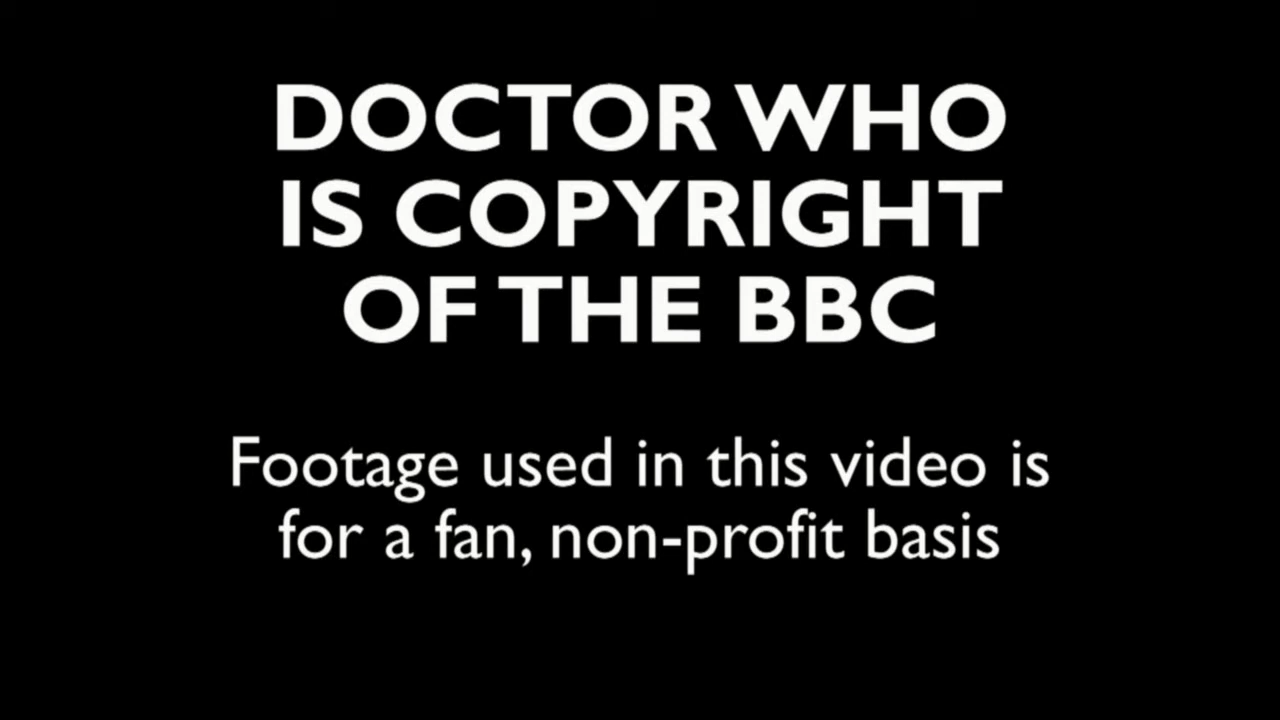 DOCTOR WHO
IS COPYRIGHT
OF THE BBC
Footage used in this video is
for a fan, non-profit basis